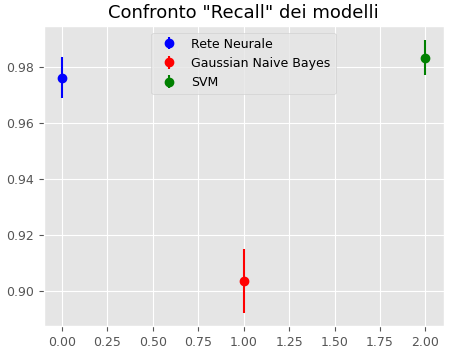 Confronto "Recall" dei modelli
Rete Neurale
Gaussian Naive Bayes
SVM
0.98
0.96
0.94
0.92
0.90
0.00 0.25 0.50 0.75 1.00 1.25 1.50 1.75 2.00